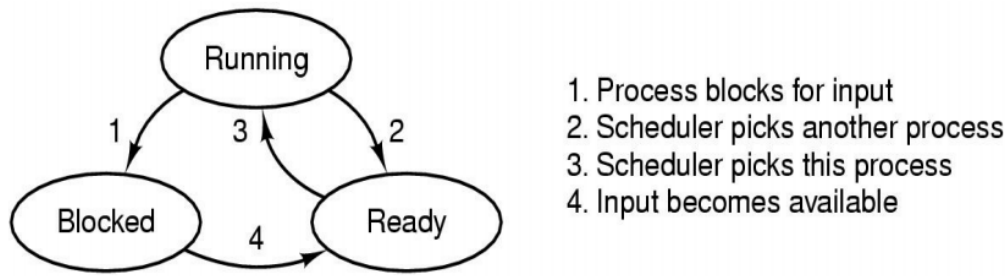 Running
1
3
2
Blocked
4
Ready
1. Process blocks for input
2. Scheduler picks another process
3. Scheduler picks this process
4. Input becomes available